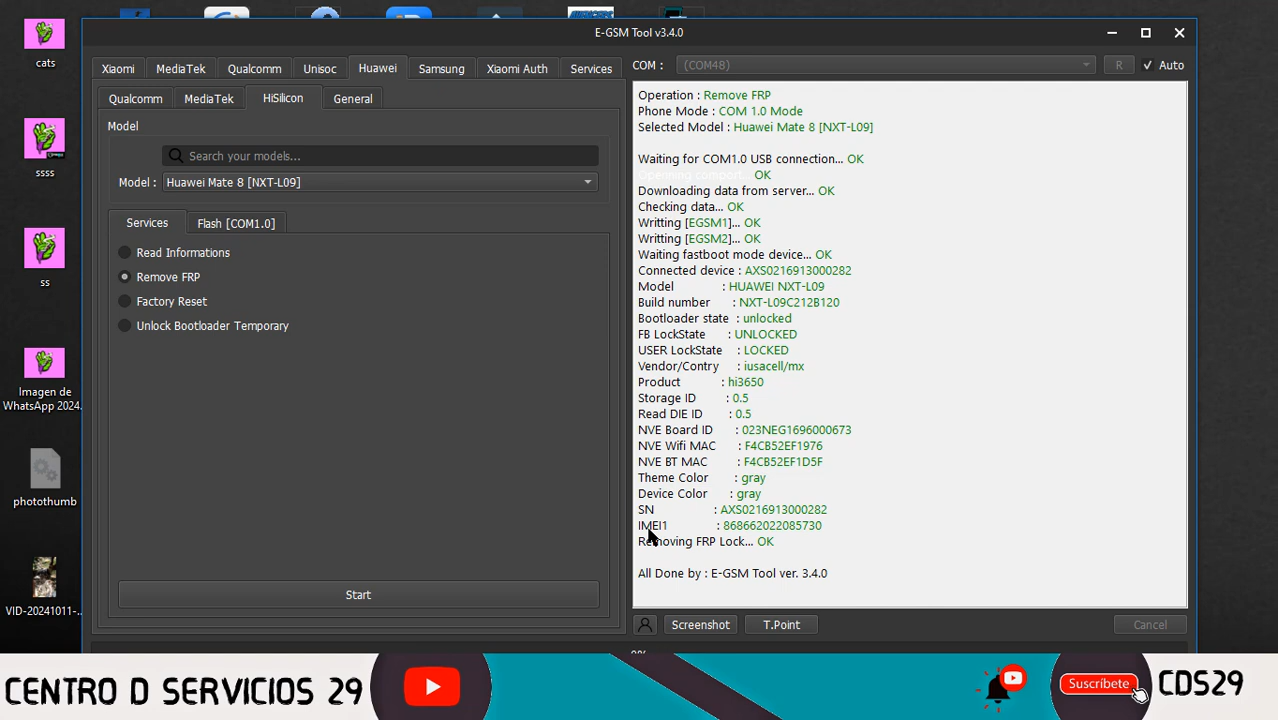 E-GSM Tool v3.4.0
cats
ssss
ss
Imagen de
WhatsApp 2024...
photothumb
VID-20241011-...
Xiaomi MediaTek Qualcomm Unisoc Huawei Samsung Xiaomi Auth Services
COM : (COM48) R Auto
Qualcomm MediaTek HiSilicon General
Model
Search your models...
Model : Huawei Mate 8 [NXT-L09]
Services Flash [COM1.0]
Read Informations
Remove FRP
Factory Reset
Unlock Bootloader Temporary
Start
Operation : Remove FRP
Phone Mode : COM 1.0 Mode
Selected Model : Huawei Mate 8 [NXT-L09]
Waiting for COM1.0 USB connection... OK
Openning comport... OK
Downloading data from server... OK
Checking data... OK
Writting [EGSM1]... OK
Writting [EGSM2]... OK
Waiting fastboot mode device... OK
Connected device : AXS0216913000282
Model : HUAWEI NXT-L09
Build number : NXT-L09C212B120
Bootloader state : unlocked
FB LockState : UNLOCKED
USER LockState : LOCKED
Vendor/Contry : iusacell/mx
Product : hi3650
Storage ID : 0.5
Read DIE ID : 0.5
NVE Board ID : 023NEG1696000673
NVE Wifi MAC : F4CB52EF1976
NVE BT MAC : F4CB52EF1D5F
Theme Color : gray
Device Color : gray
SN : AXS0216913000282
IMEI1 : 868662022085730
Removing FRP Lock... OK
All Done by : E-GSM Tool ver. 3.4.0
Screenshot T.Point Cancel
0%
CENTRO D SERVICIOS 29
Suscríbete
CDS29